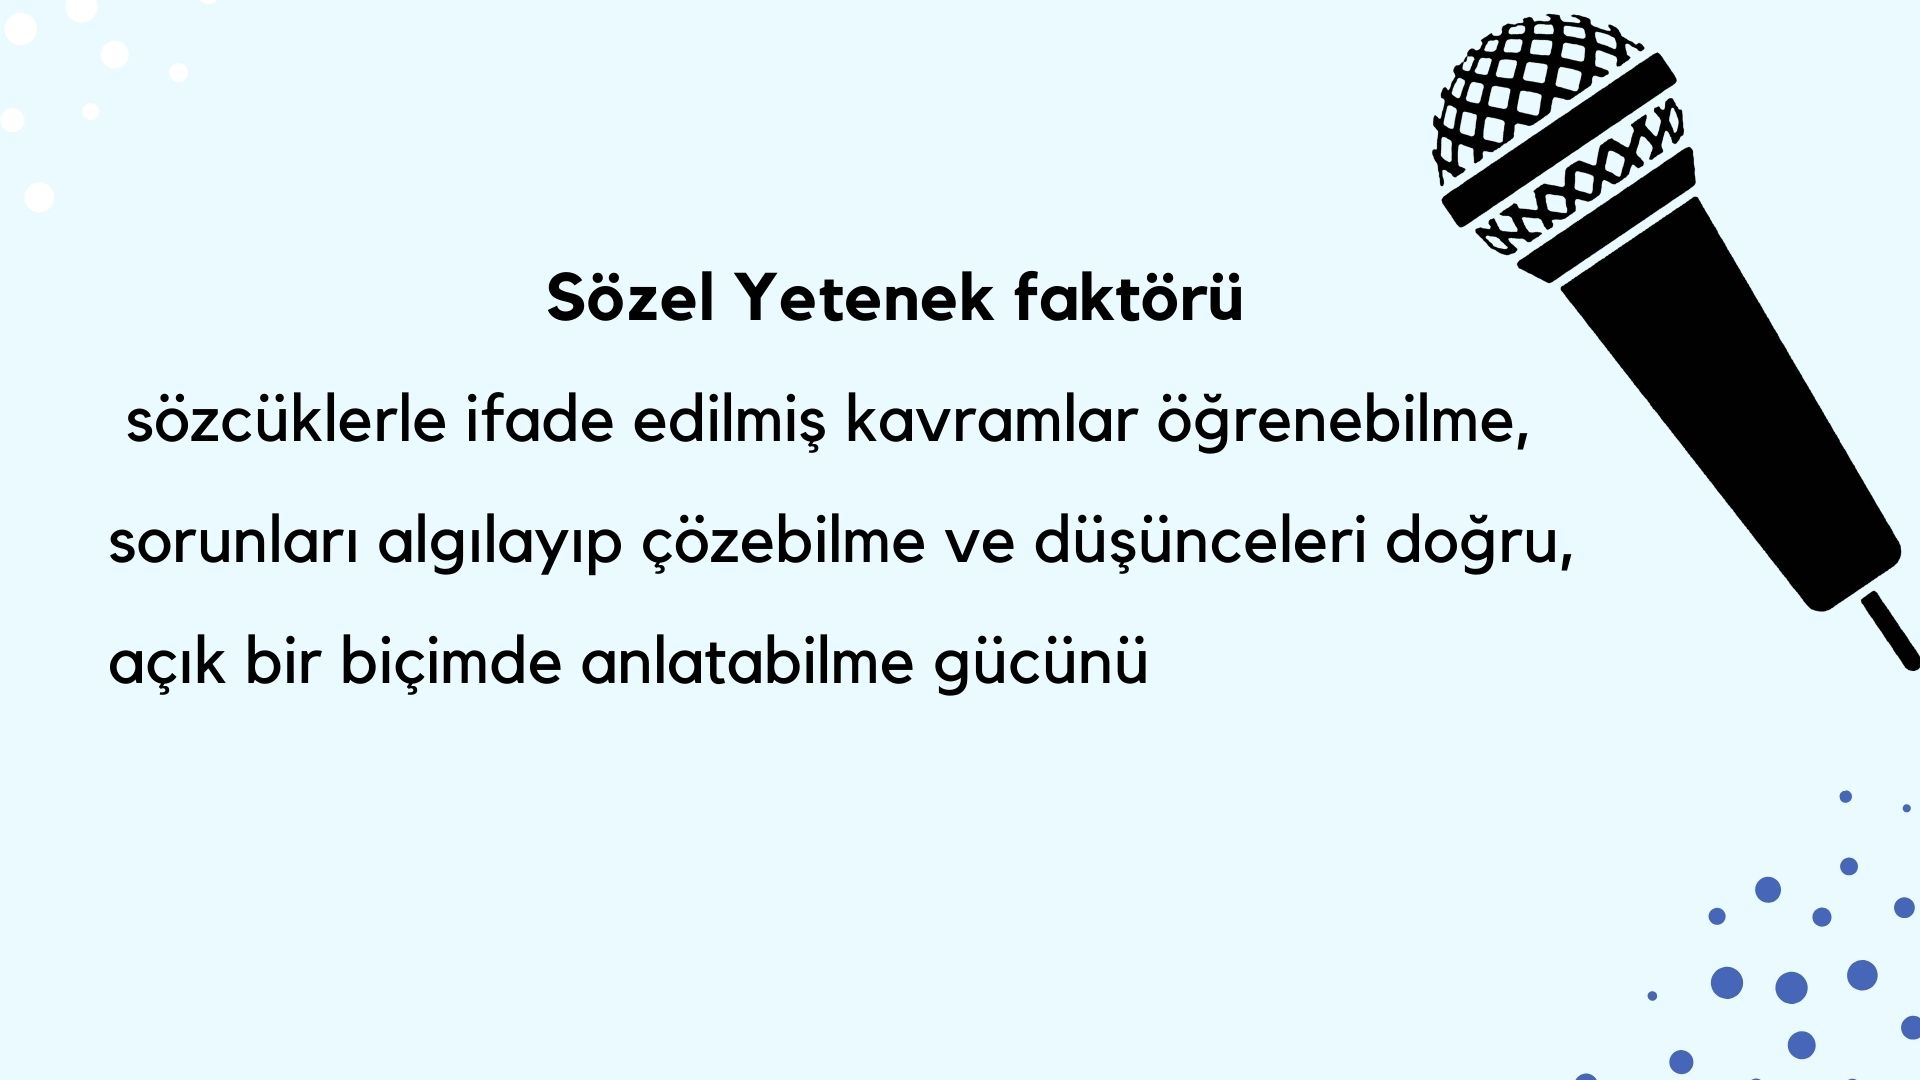 Sözel Yetenek faktörü
sözcüklerle ifade edilmiş kavramlar öğrenebilme,
sorunları algılayıp çözebilme ve düşünceleri doğru,
açık bir biçimde anlatabilme gücünü